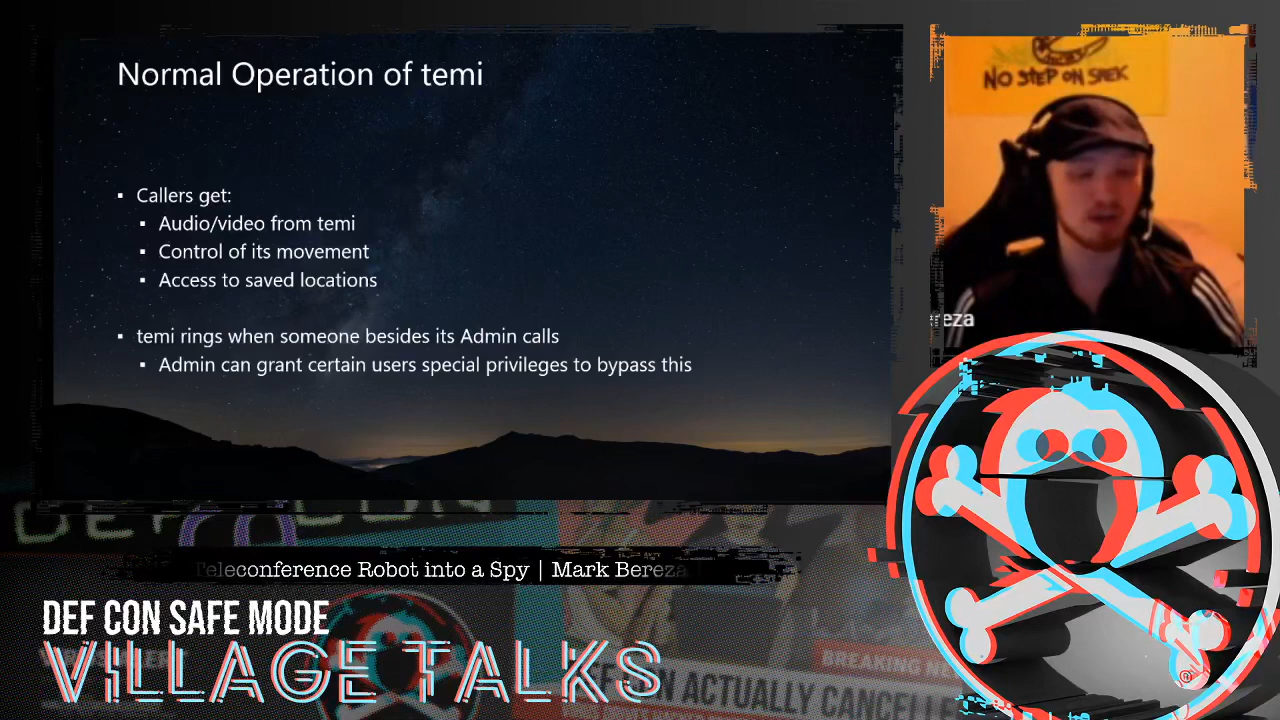 Normal Operation of temi
▪ Callers get:
▪ Audio/video from temi
▪ Control of its movement
▪ Access to saved locations
▪ temi rings when someone besides its Admin calls
▪ Admin can grant certain users special privileges to bypass this
NO STEP ON SNEK
eza
Teleconference Robot into a Spy | Mark Bereza
DEF CON SAFE MODE
VILLAGE TALKS
DEF CON
BREAKING
ACTUALLY
®